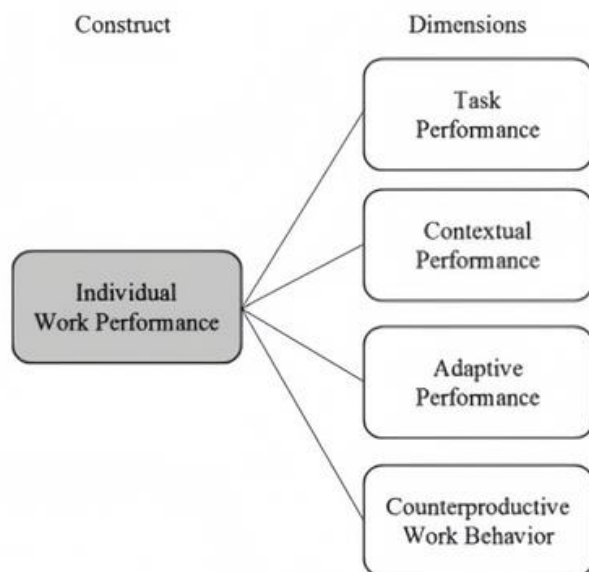 Construct
Dimensions
Task
Performance
Contextual
Performance
Individual
Work Performance
Adaptive
Performance
Counterproductive
Work Behavior